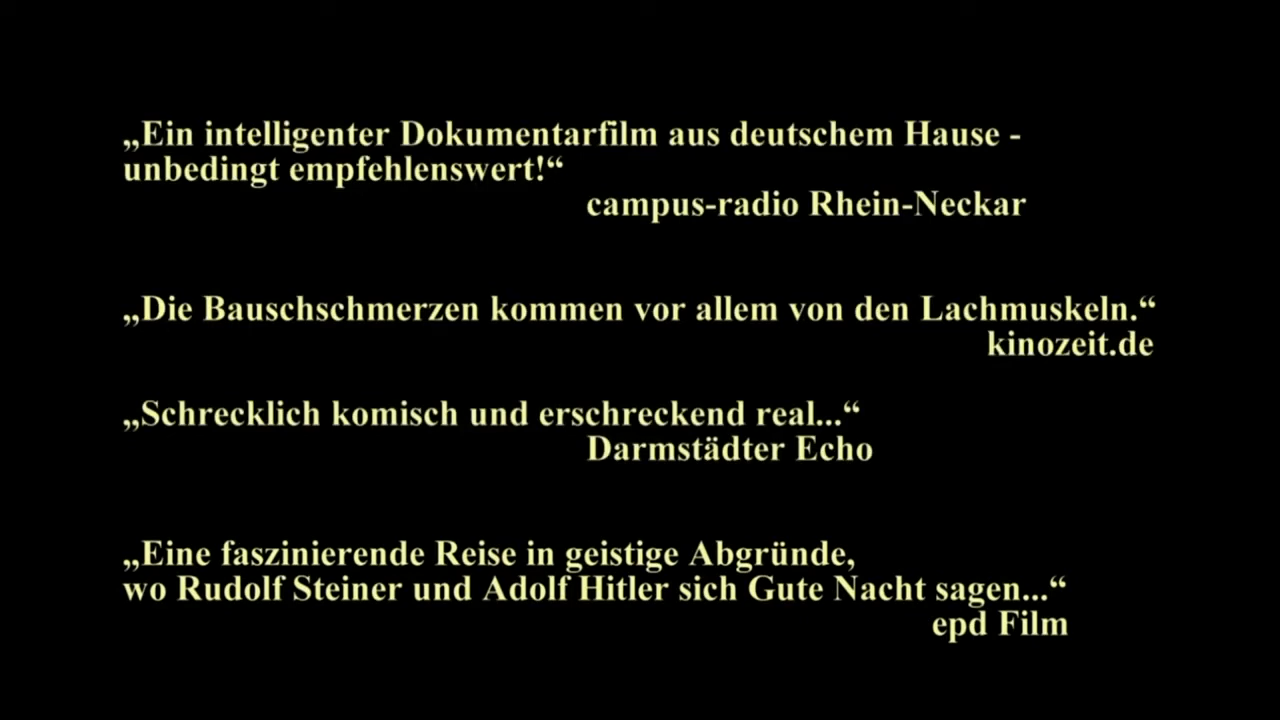 „Ein intelligenter Dokumentarfilm aus deutschem Hause -
unbedingt empfehlenswert!“
campus-radio Rhein-Neckar
„Die Bauschschmerzen kommen vor allem von den Lachmuskeln.“
kinozeit.de
„Schrecklich komisch und erschreckend real...“
Darmstädter Echo
„Eine faszinierende Reise in geistige Abgründe,
wo Rudolf Steiner und Adolf Hitler sich Gute Nacht sagen...“
epd Film